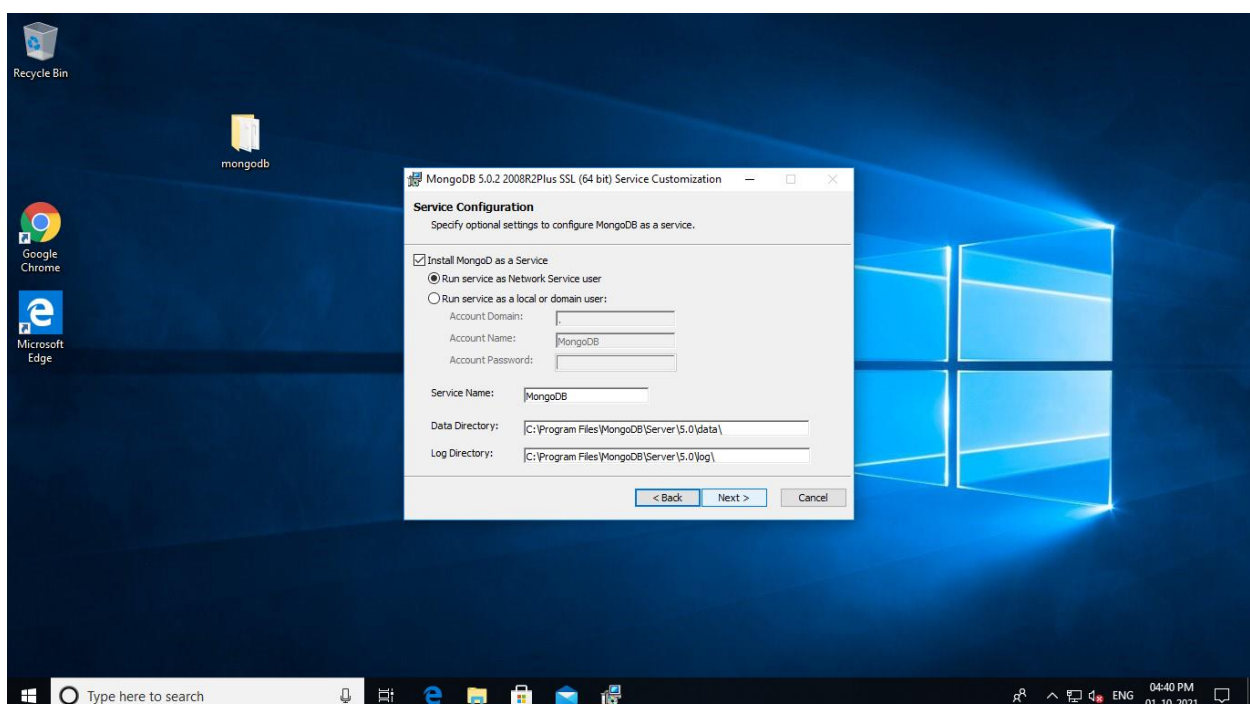 Recycle Bin
mongodb
Google
Chrome
Microsoft
Edge
MongoDB 5.0.2 2008R2Plus SSL (64 bit) Service Customization
Service Configuration
Specify optional settings to configure MongoDB as a service.
Install MongoD as a Service
Run service as Network Service user
Run service as a local or domain user:
Account Domain: .
Account Name: MongoDB
Account Password:
Service Name: MongoDB
Data Directory: C:\Program Files\MongoDB\Server\5.0\data\
Log Directory: C:\Program Files\MongoDB\Server\5.0\log\
< Back Next > Cancel
Type here to search
ENG
04:40 PM
01-10-2021